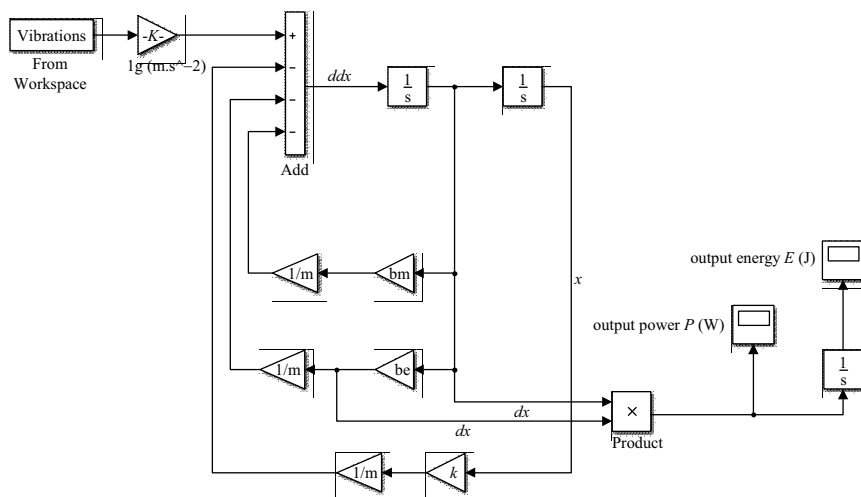 Vibrations
From
Workspace
-K-
1g (m.s^−2)
+
−
−
−
Add
ddx
1
s
1
s
x
1/m
bm
1/m
be
dx
dx
×
Product
1/m
k
output power P (W)
output energy E (J)
1
s